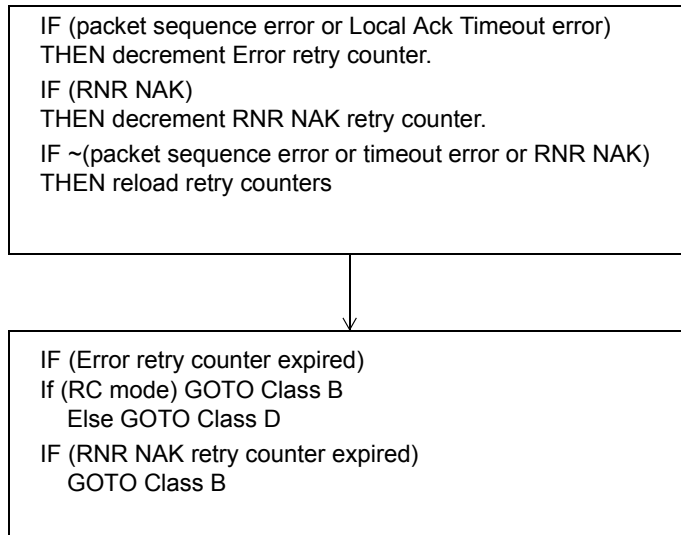 IF (packet sequence error or Local Ack Timeout error)
THEN decrement Error retry counter.
IF (RNR NAK)
THEN decrement RNR NAK retry counter.
IF ~(packet sequence error or timeout error or RNR NAK)
THEN reload retry counters
IF (Error retry counter expired)
If (RC mode) GOTO Class B
Else GOTO Class D
IF (RNR NAK retry counter expired)
GOTO Class B